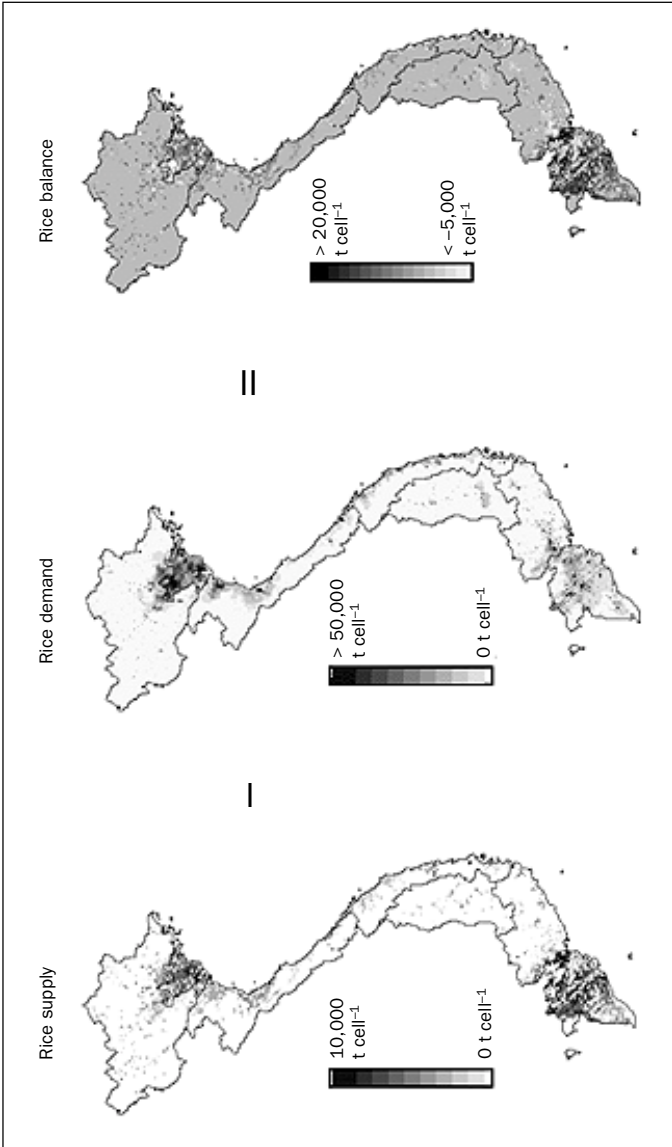 Rice supply
10,000
t cell⁻¹
0 t cell⁻¹
Rice demand
> 50,000
t cell⁻¹
0 t cell⁻¹
Rice balance
> 20,000
t cell⁻¹
< –5,000
t cell⁻¹